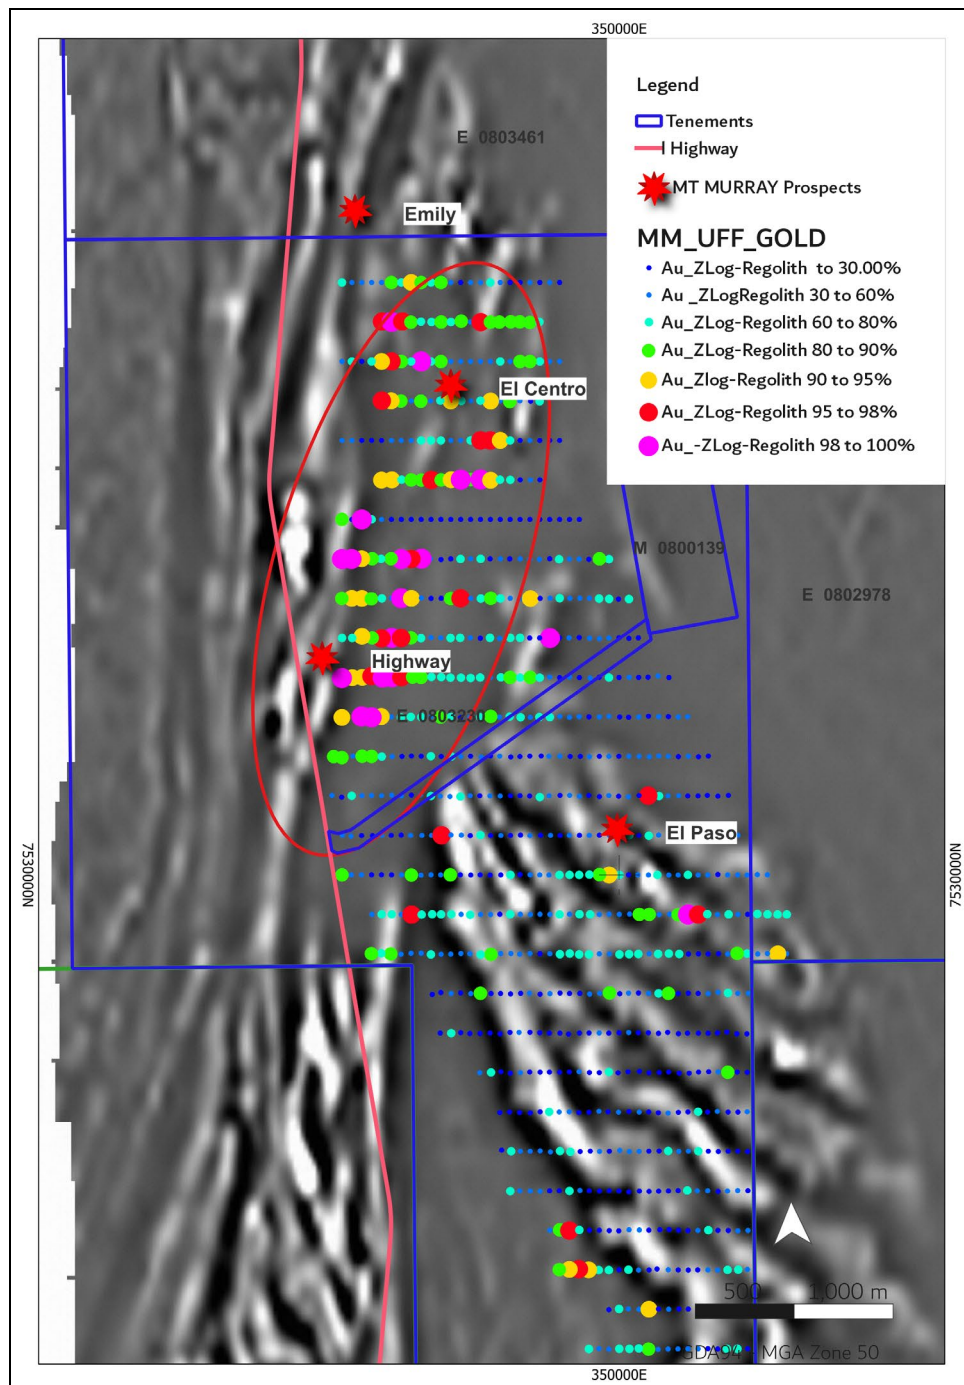 350000E
Legend
Tenements
Highway
MT MURRAY Prospects
MM_UFF_GOLD
Au_ZLog-Regolith to 30.00%
Au _ZLogRegolith 30 to 60%
Au_ZLog-Regolith 60 to 80%
Au_ZLog-Regolith 80 to 90%
Au_Zlog-Regolith 90 to 95%
Au_ZLog-Regolith 95 to 98%
Au_-ZLog-Regolith 98 to 100%
E 0803461
Emily
El Centro
M 0800139
E 0802978
Highway
E 0803230
El Paso
7530000N
7530000N
500 1,000 m
GDA94 MGA Zone 50
350000E